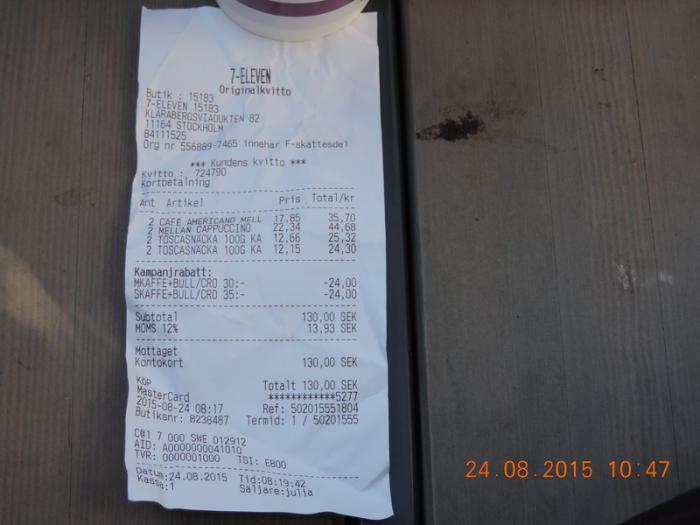 7-ELEVEN
Originalkvitto
Butik : 15183
7-ELEVEN 15183
KLARABERGSVIADUKTEN 82
11164 STOCKHOLM
84111525
Org nr 556889-7465 innehar F-skattesdel
*** Kundens kvitto ***
Kvitto : 724790
Kortbetalning
Ant Artikel Pris Total/kr
2 CAFE AMERICANO MELL 17,85 35,70
2 MELLAN CAPPUCCINO 22,34 44,68
2 TOSCASNÄCKA 100G KA 12,66 25,32
2 TOSCASNÄCKA 100G KA 12,15 24,30
Kampanjrabatt:
MKAFFE+BULL/CRO 30:- -24,00
SKAFFE+BULL/CRO 35:- -24,00
Subtotal 130,00 SEK
MOMS 12% 13,93 SEK
Mottaget
Kontokort 130,00 SEK
Köp Totalt 130,00 SEK
MasterCard ************5277
2015-08-24 08:17 Ref: 502015551804
Butiksnr: 8238487 Termid: 1 / 50201555
C@1 7 000 SWE 012912
AID: A0000000041010
TVR: 0000001000 TSI: E800
Datum:24.08.2015 Tid:08:19:42
Kassa:1 Säljare:julia
24.08.2015 10:47